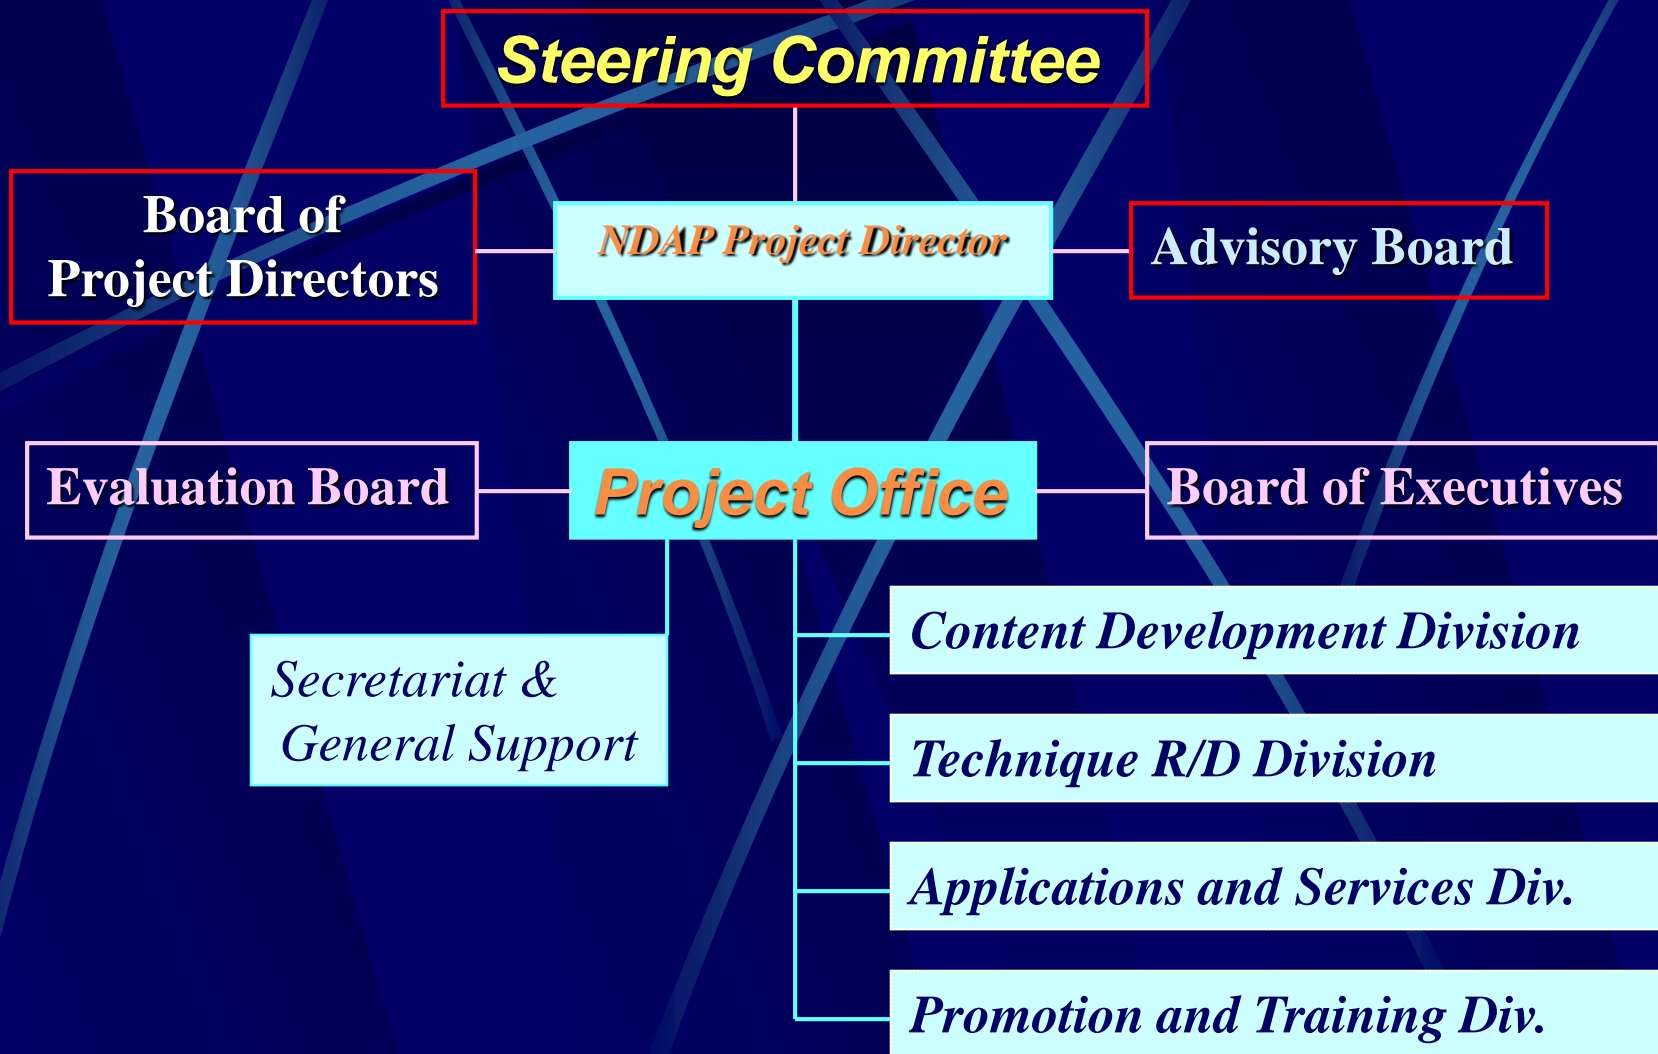 Steering Committee
Board of
Project Directors
NDAP Project Director
Advisory Board
Evaluation Board
Project Office
Board of Executives
Secretariat &
General Support
Content Development Division
Technique R/D Division
Applications and Services Div.
Promotion and Training Div.